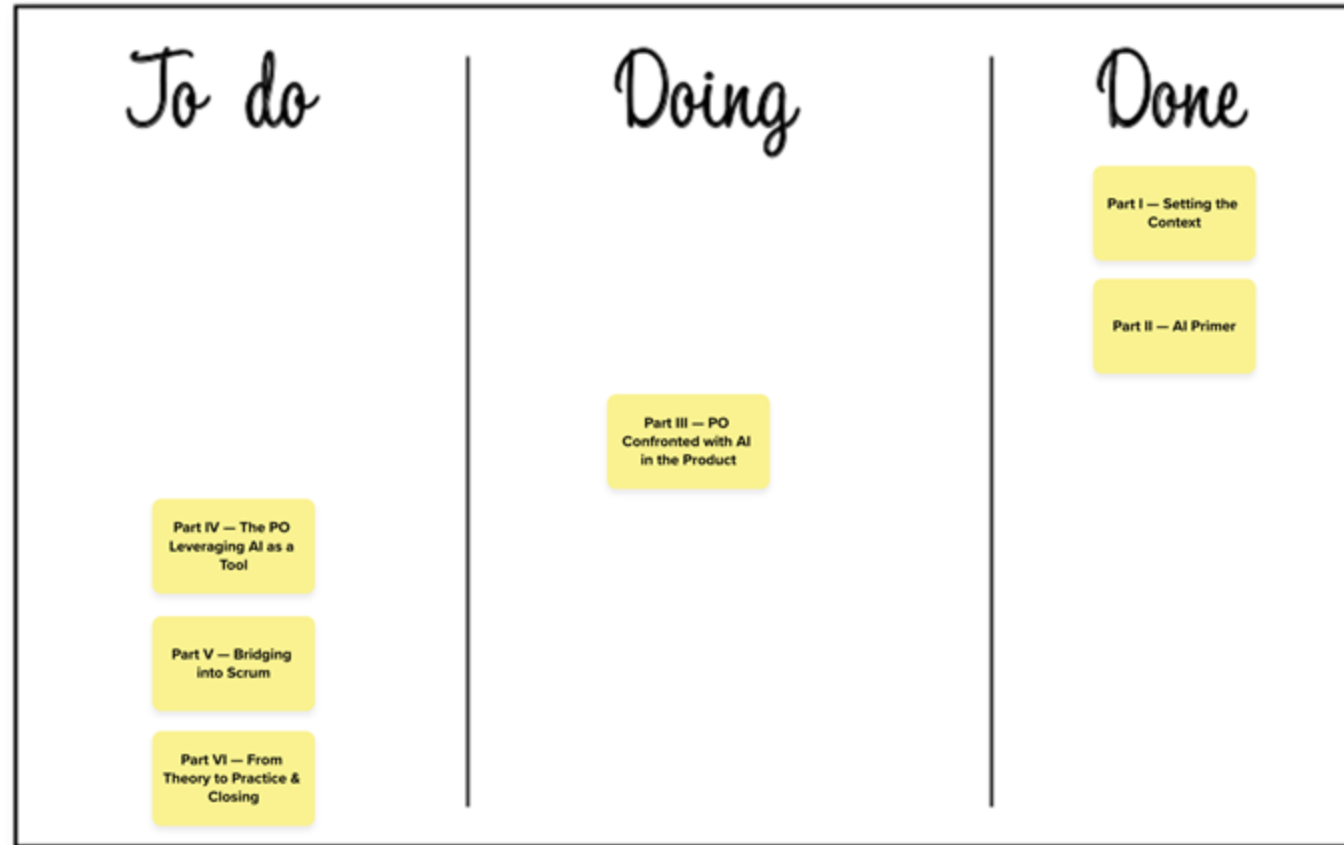 To do
Doing
Done
Part I — Setting the
Context
Part II — AI Primer
Part III — PO
Confronted with AI
in the Product
Part IV — The PO
Leveraging AI as a
Tool
Part V — Bridging
into Scrum
Part VI — From
Theory to Practice &
Closing